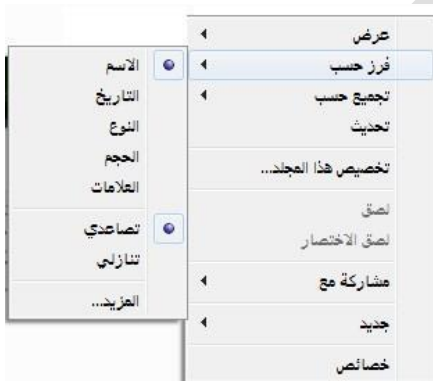 عرض
فرز حسب
تجميع حسب
تحديث
تخصيص هذا المجلد...
لصق
لصق الاختصار
مشاركة مع
جديد
خصائص
الاسم
التاريخ
النوع
الحجم
العلامات
تصاعدي
تنازلي
المزيد...